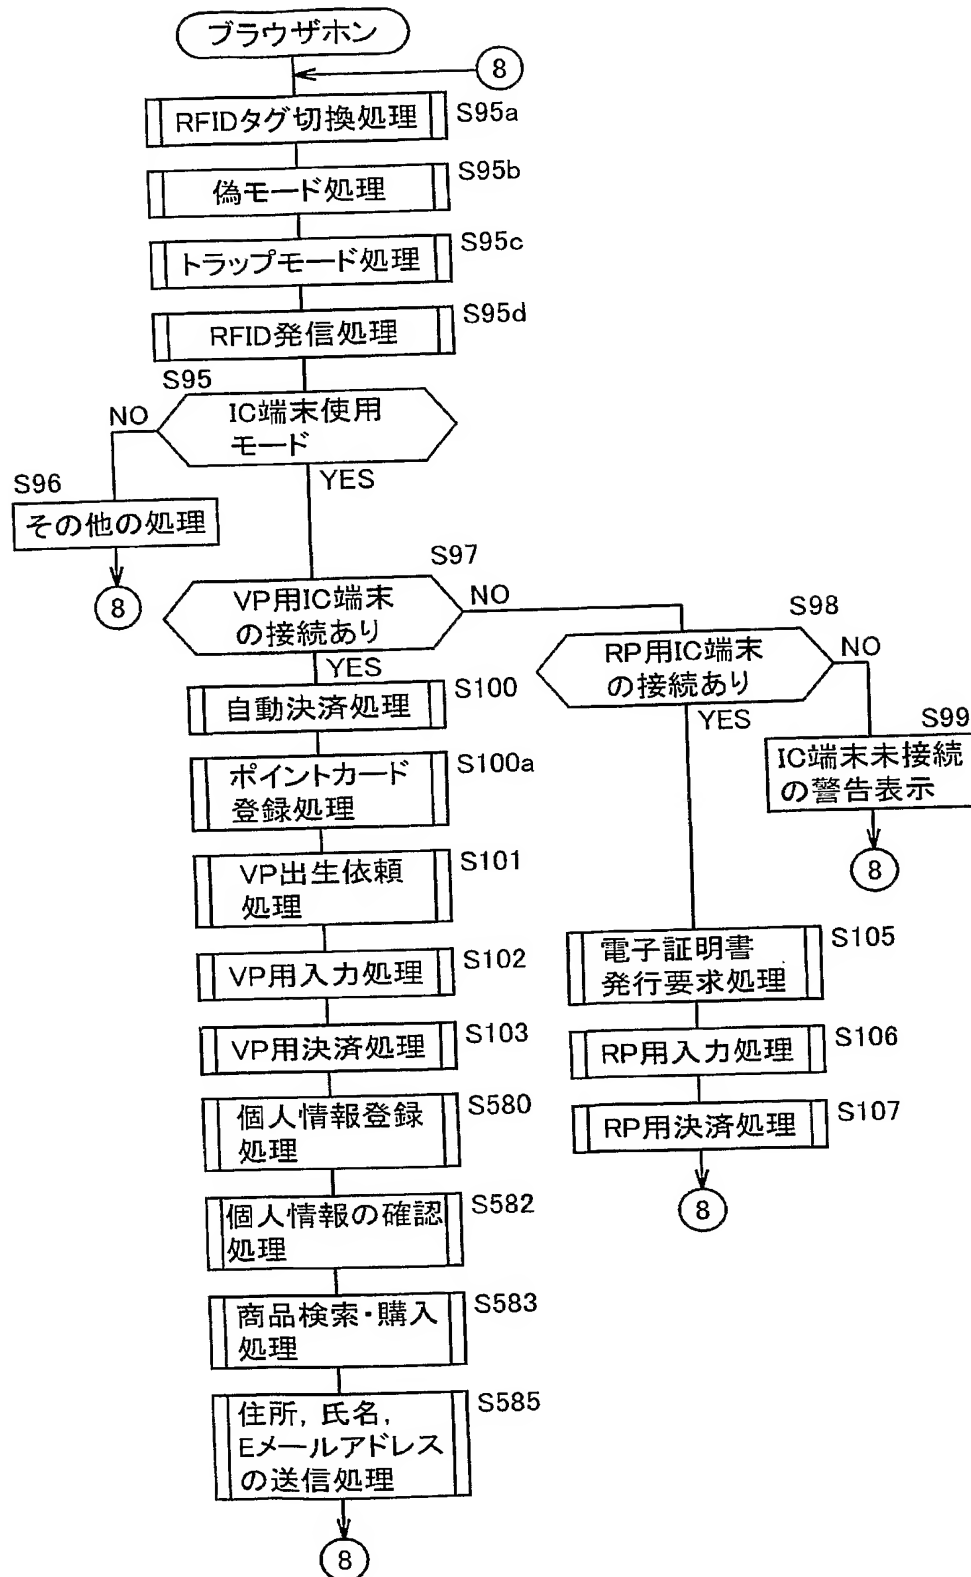 ブラウザホン
8
RFIDタグ切換処理
S95a
偽モード処理
S95b
トラップモード処理
S95c
RFID発信処理
S95d
S95
IC端末使用
モード
NO
YES
S96
その他の処理
8
S97
VP用IC端末
の接続あり
NO
YES
S98
RP用IC端末
の接続あり
NO
YES
S99
IC端末未接続
の警告表示
8
自動決済処理
S100
ポイントカード
登録処理
S100a
VP出生依頼
処理
S101
VP用入力処理
S102
VP用決済処理
S103
個人情報登録
処理
S580
個人情報の確認
処理
S582
商品検索・購入
処理
S583
住所, 氏名,
Eメールアドレス
の送信処理
S585
8
電子証明書
発行要求処理
S105
RP用入力処理
S106
RP用決済処理
S107
8